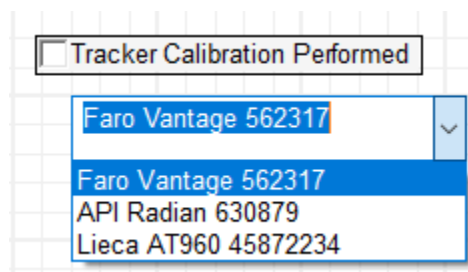 Tracker Calibration Performed
Faro Vantage 562317
Faro Vantage 562317
API Radian 630879
Lieca AT960 45872234